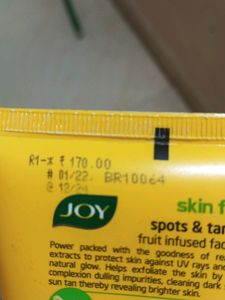 R1-x ₹ 170.00
# 01/22. BR10064
@ 12/24
JOY
skin f
spots & tan
fruit infused fac
Power packed with the goodness of rea
extracts to protect skin against UV rays and
natural glow. Helps exfoliate the skin by
complexion dulling impurities, cleaning dark
sun tan thereby revealing brighter skin.